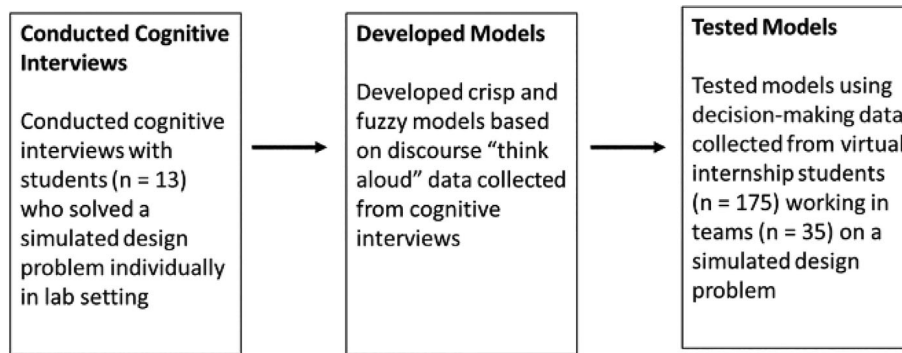 Conducted Cognitive
Interviews
Conducted cognitive
interviews with
students (n = 13)
who solved a
simulated design
problem individually
in lab setting
Developed Models
Developed crisp and
fuzzy models based
on discourse “think
aloud” data collected
from cognitive
interviews
Tested Models
Tested models using
decision-making data
collected from virtual
internship students
(n = 175) working in
teams (n = 35) on a
simulated design
problem